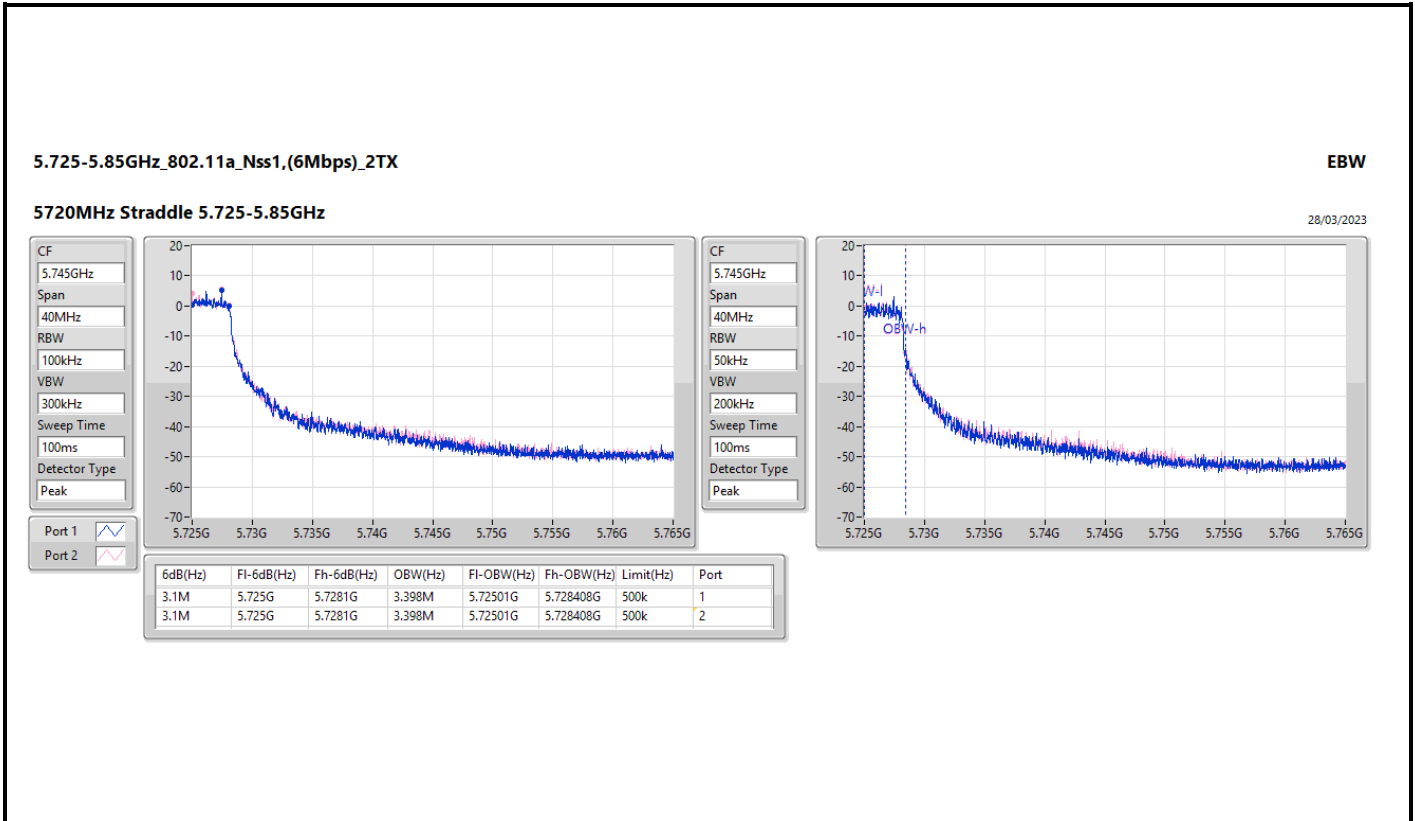 5.725-5.85GHz_802.11a_Nss1,(6Mbps)_2TX
EBW
5720MHz Straddle 5.725-5.85GHz
28/03/2023
CF
5.745GHz
Span
40MHz
RBW
100kHz
VBW
300kHz
Sweep Time
100ms
Detector Type
Peak
Port 1
Port 2
20
10
0
-10
-20
-30
-40
-50
-60
-70
5.725G 5.73G 5.735G 5.74G 5.745G 5.75G 5.755G 5.76G 5.765G
CF
5.745GHz
Span
40MHz
RBW
50kHz
VBW
200kHz
Sweep Time
100ms
Detector Type
Peak
20
10
0
-10
-20
-30
-40
-50
-60
-70
W-l
OBW-h
5.725G 5.73G 5.735G 5.74G 5.745G 5.75G 5.755G 5.76G 5.765G
6dB(Hz) Fl-6dB(Hz) Fh-6dB(Hz) OBW(Hz) Fl-OBW(Hz) Fh-OBW(Hz) Limit(Hz) Port
3.1M 5.725G 5.7281G 3.398M 5.72501G 5.728408G 500k 1
3.1M 5.725G 5.7281G 3.398M 5.72501G 5.728408G 500k 2